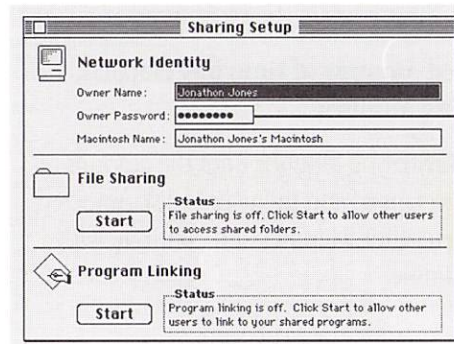 Sharing Setup
Network Identity
Owner Name: Jonathon Jones
Owner Password: ●●●●●●●●
Macintosh Name: Jonathon Jones's Macintosh
File Sharing
Status
Start
File sharing is off. Click Start to allow other users
to access shared folders.
Program Linking
Status
Start
Program linking is off. Click Start to allow other
users to link to your shared programs.